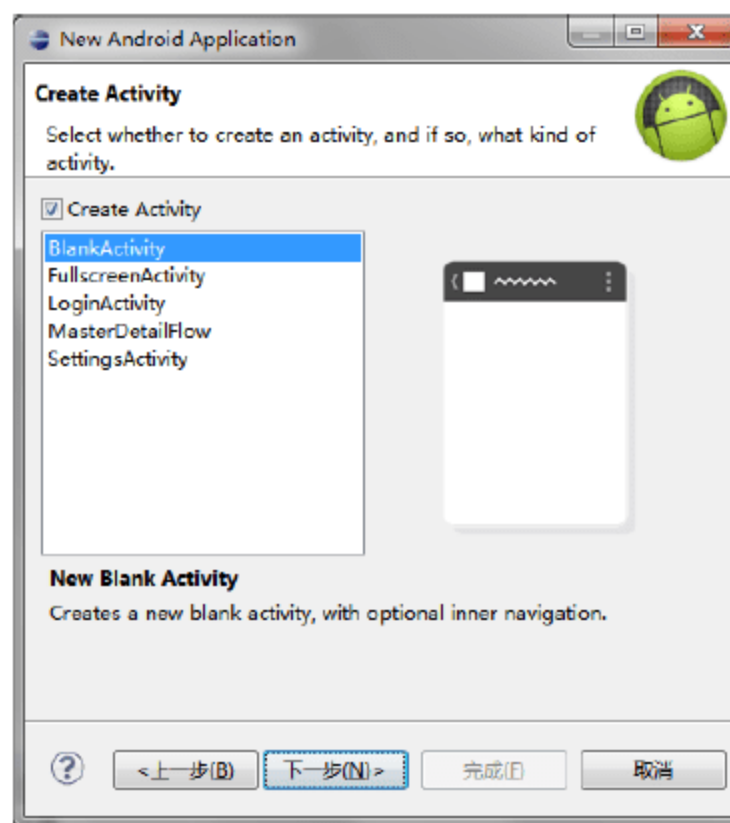 New Android Application
Create Activity
Select whether to create an activity, and if so, what kind of
activity.
Create Activity
BlankActivity
FullscreenActivity
LoginActivity
MasterDetailFlow
SettingsActivity
New Blank Activity
Creates a new blank activity, with optional inner navigation.
<上一步(B) 下一步(N)> 完成(F) 取消